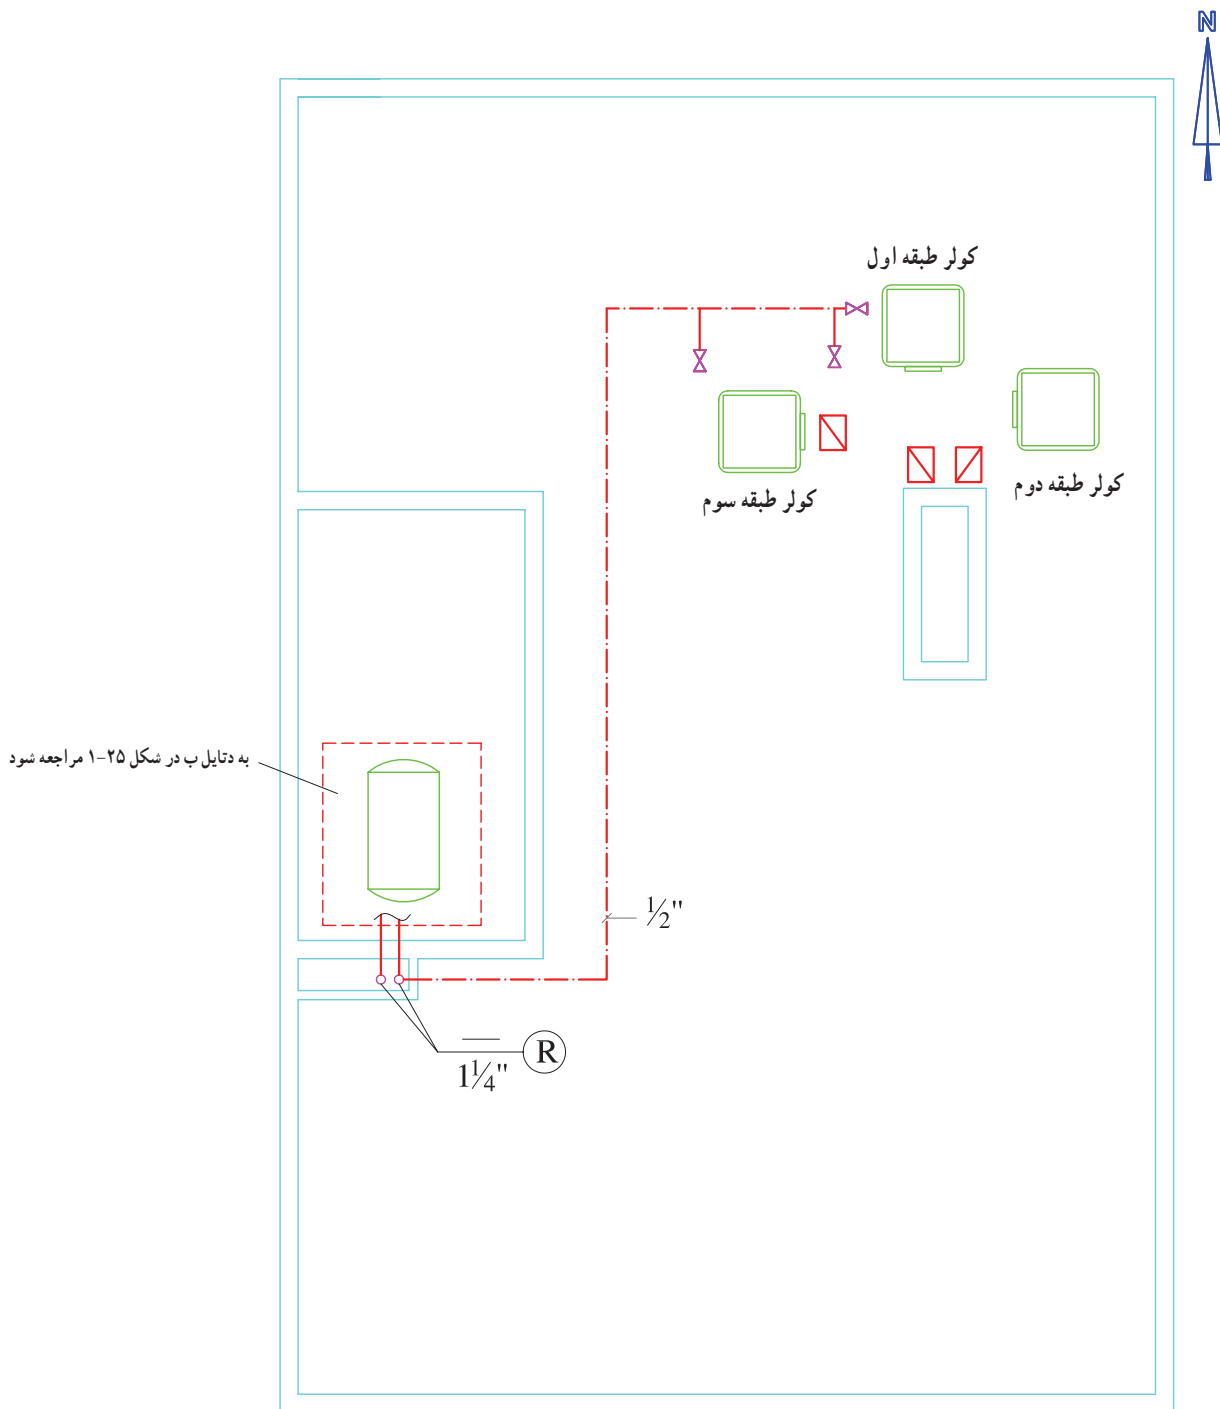 N
کولر طبقه اول
کولر طبقه دوم
کولر طبقه سوم
به دتایل ب در شکل ۲۵-۱ مراجعه شود
½"
R
1¼"